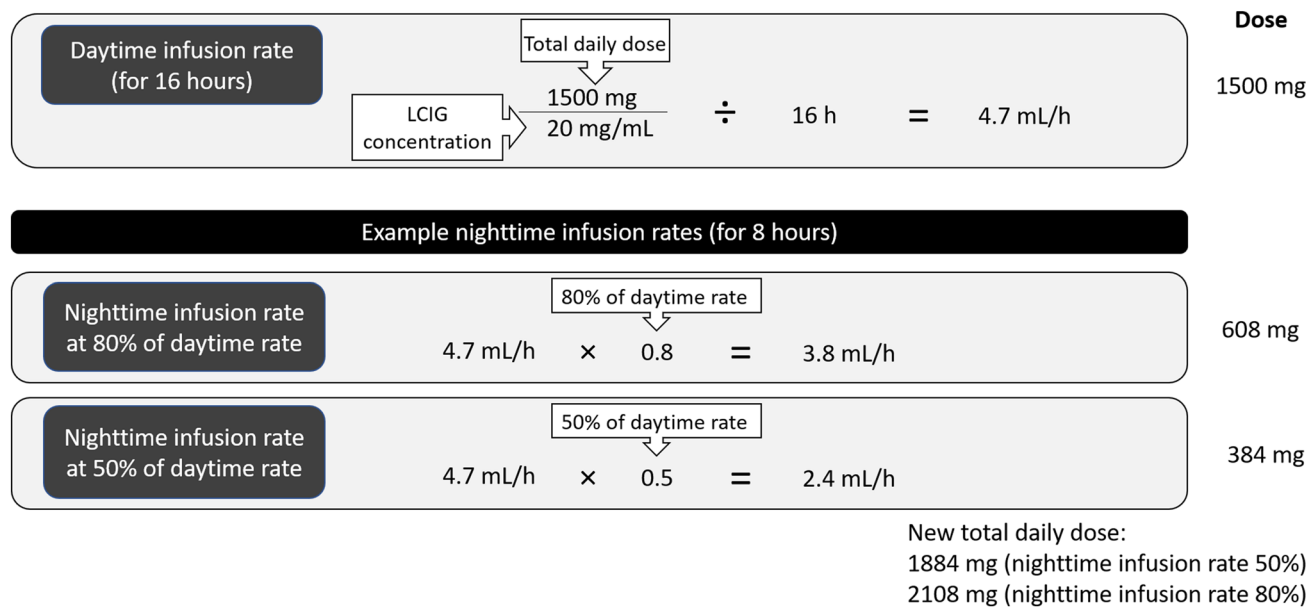 Dose
Daytime infusion rate
(for 16 hours)
Total daily dose
LCIG
concentration
1500 mg
20 mg/mL
÷ 16 h = 4.7 mL/h
1500 mg
Example nighttime infusion rates (for 8 hours)
Nighttime infusion rate
at 80% of daytime rate
80% of daytime rate
4.7 mL/h × 0.8 = 3.8 mL/h
608 mg
Nighttime infusion rate
at 50% of daytime rate
50% of daytime rate
4.7 mL/h × 0.5 = 2.4 mL/h
384 mg
New total daily dose:
1884 mg (nighttime infusion rate 50%)
2108 mg (nighttime infusion rate 80%)